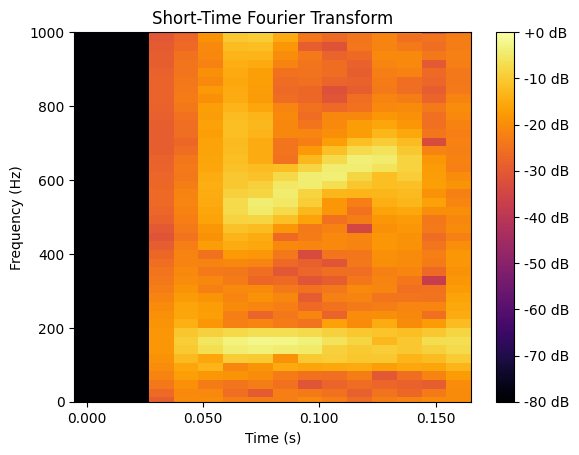 Short-Time Fourier Transform
Frequency (Hz)
1000
800
600
400
200
0
0.000
0.050
0.100
0.150
Time (s)
+0 dB
-10 dB
-20 dB
-30 dB
-40 dB
-50 dB
-60 dB
-70 dB
-80 dB